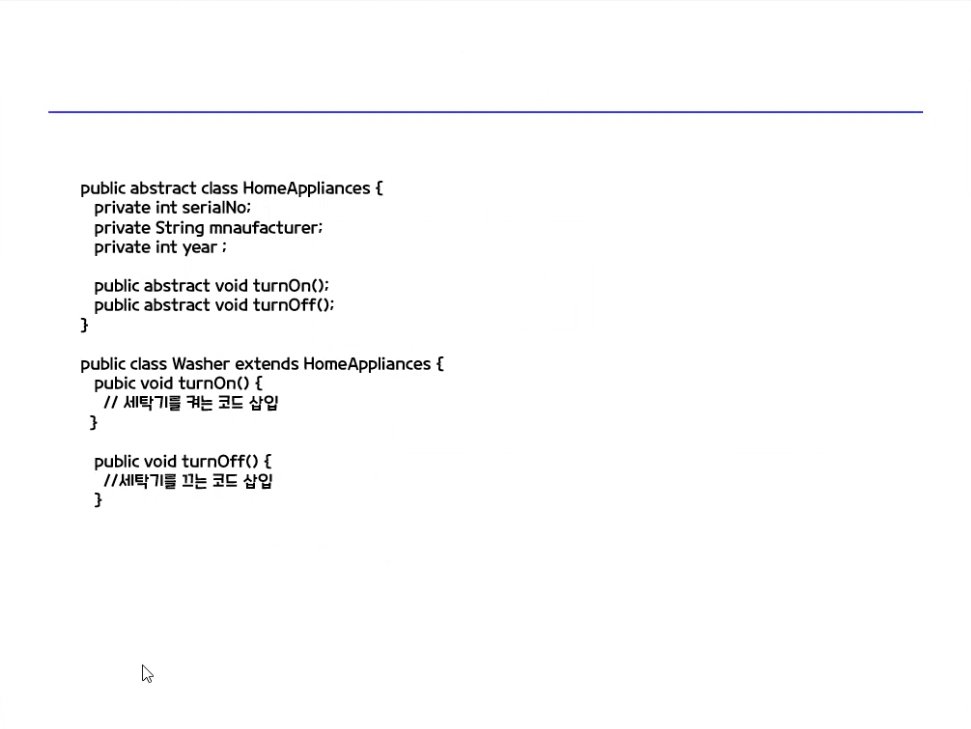 public abstract class HomeAppliances {
private int serialNo;
private String mnaufacturer;
private int year ;
public abstract void turnOn();
public abstract void turnOff();
}
public class Washer extends HomeAppliances {
pubic void turnOn() {
// 세탁기를 켜는 코드 삽입
}
public void turnOff() {
//세탁기를 끄는 코드 삽입
}